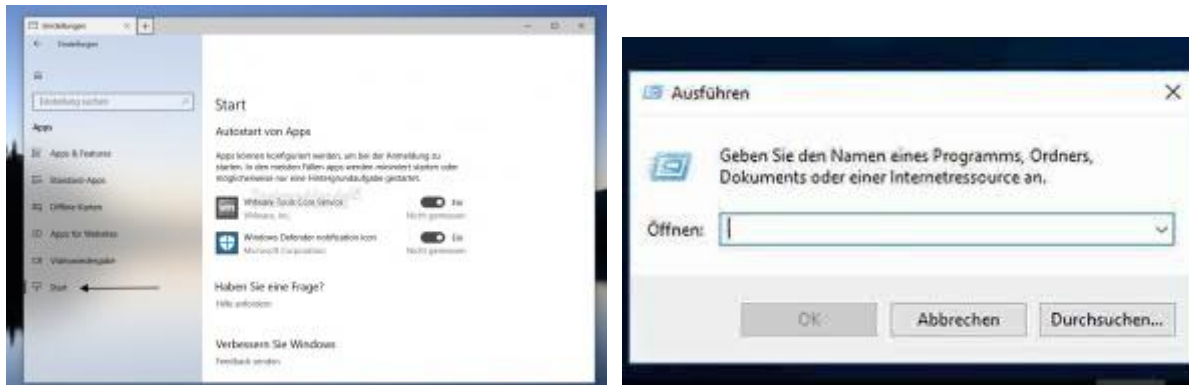 Einstellungen
Einstellungen
Einstellung suchen
Apps
Apps & Features
Standard-Apps
Offline-Karten
Apps für Websites
Videowiedergabe
Start
Start
Autostart von Apps
Apps können konfiguriert werden, um bei der Anmeldung zu
starten. In den meisten Fällen apps werden minimiert starten oder
möglicherweise nur eine Hintergrundaufgabe gestartet.
VMware Tools Core Service
VMware, Inc.
Ein
Nicht gemessen
Windows Defender notification icon
Microsoft Corporation
Ein
Nicht gemessen
Haben Sie eine Frage?
Hilfe anfordern
Verbessern Sie Windows
Feedback senden
Ausführen
Geben Sie den Namen eines Programms, Ordners,
Dokuments oder einer Internetressource an.
Öffnen:
OK
Abbrechen
Durchsuchen...